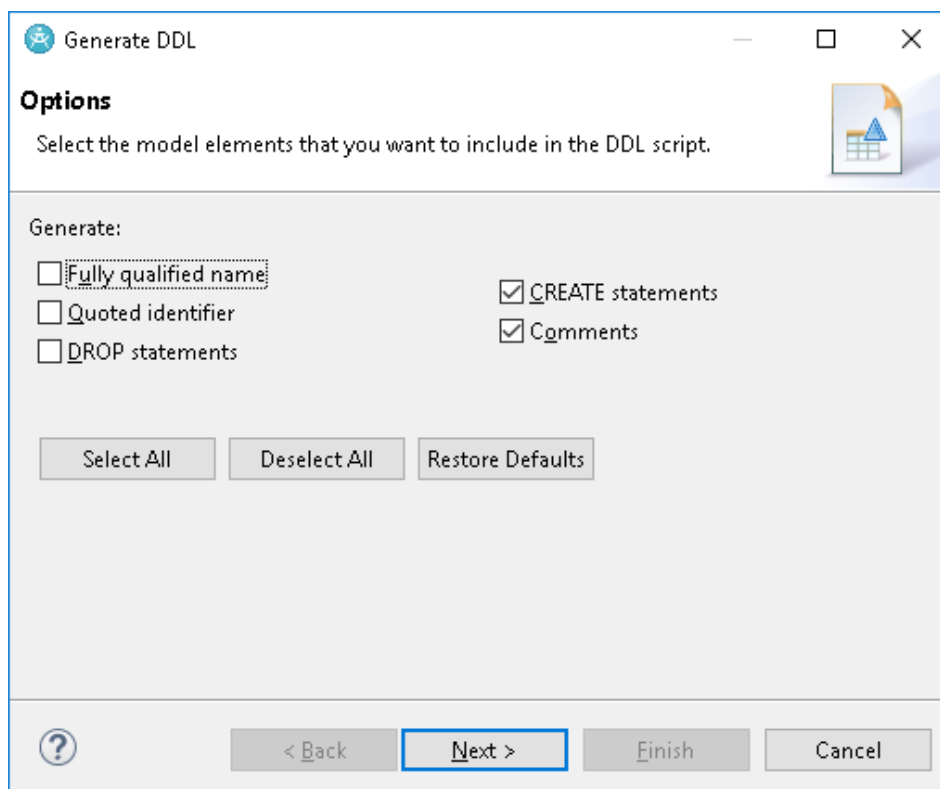 Generate DDL
Options
Select the model elements that you want to include in the DDL script.
Generate:
Fully qualified name
Quoted identifier
DROP statements
CREATE statements
Comments
Select All
Deselect All
Restore Defaults
?
< Back
Next >
Finish
Cancel